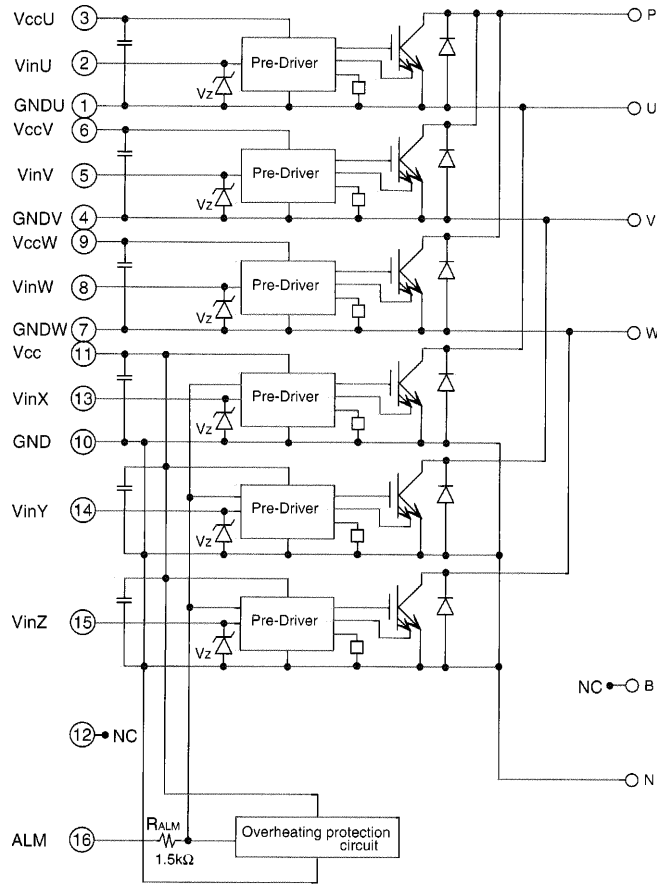 VccU 3
P
VinU 2
Pre-Driver
Vz
GNDU 1
U
VccV 6
VinV 5
Pre-Driver
Vz
GNDV 4
V
VccW 9
VinW 8
Pre-Driver
Vz
GNDW 7
W
Vcc 11
VinX 13
Pre-Driver
Vz
GND 10
VinY 14
Pre-Driver
Vz
VinZ 15
Pre-Driver
Vz
NC B
12 NC
N
ALM 16
RALM
1.5kΩ
Overheating protection
circuit